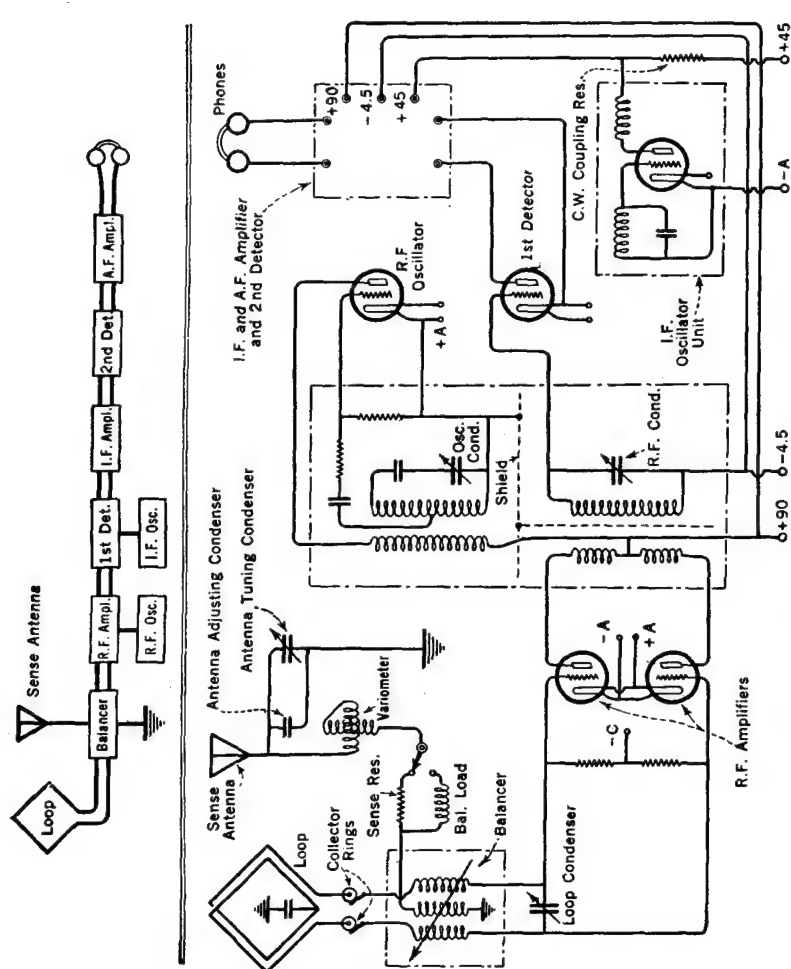 Loop
Sense Antenna
Balancer
R.F. Ampl.
R.F. Osc.
1st Det.
I.F. Osc.
I.F. Ampl.
2nd Det.
A.F. Ampl.
Sense
Antenna
Antenna Adjusting Condenser
Antenna Tuning Condenser
Variometer
Loop
Collector
Rings
Sense Res.
Bal. Load
Balancer
Loop Condenser
-C
-A
+A
R.F. Amplifiers
Phones
+90
-4.5
+45
I.F. and A.F. Amplifier
and 2nd Detector
R.F.
Oscillator
+A
Osc.
Cond.
Shield
1st Detector
R.F. Cond.
C.W. Coupling Res.
I.F.
Oscillator
Unit
+90
-4.5
-A
+45